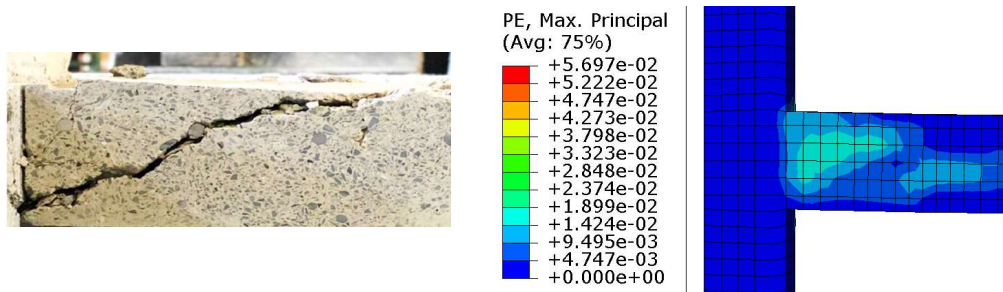 PE, Max. Principal
(Avg: 75%)
+5.697e-02
+5.222e-02
+4.747e-02
+4.273e-02
+3.798e-02
+3.323e-02
+2.848e-02
+2.374e-02
+1.899e-02
+1.424e-02
+9.495e-03
+4.747e-03
+0.000e+00